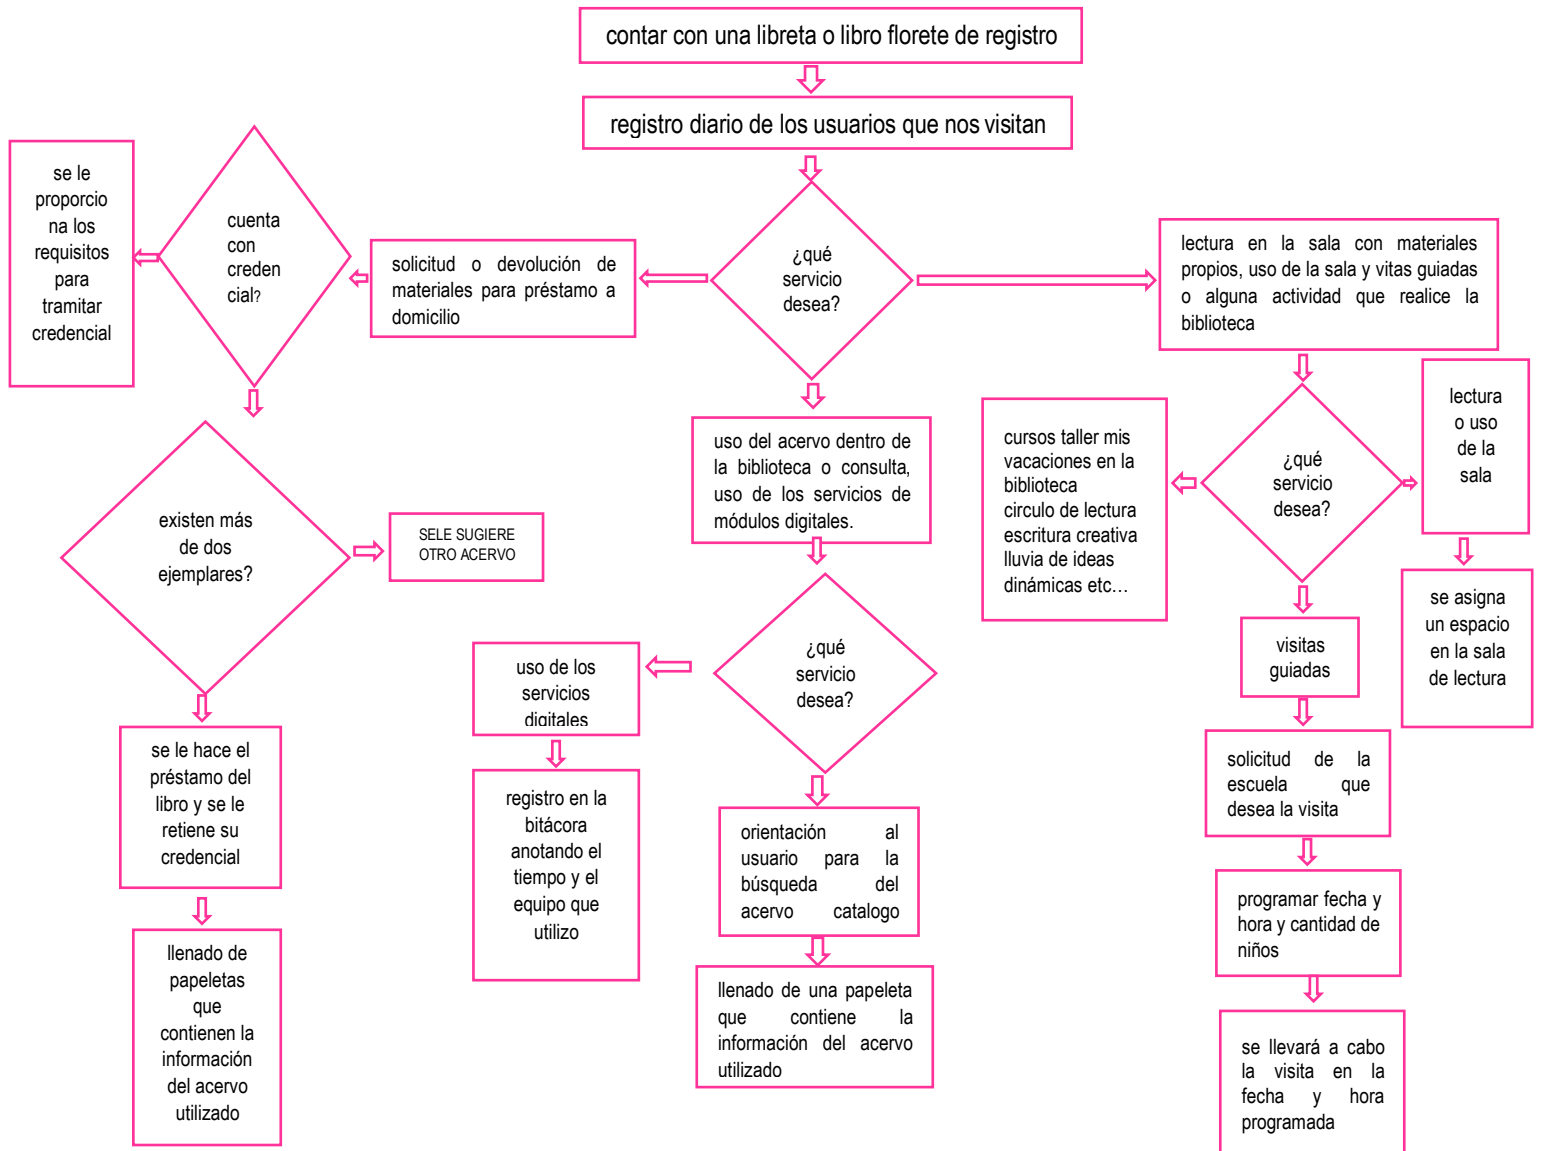 contar con una libreta o libro florete de registro
registro diario de los usuarios que nos visitan
¿qué
servicio
desea?
solicitud o devolución de
materiales para préstamo a
domicilio
cuenta
con
creden
cial?
se le
proporcio
na los
requisitos
para
tramitar
credencial
existen más
de dos
ejemplares?
SELE SUGIERE
OTRO ACERVO
se le hace el
préstamo del
libro y se le
retiene su
credencial
llenado de
papeletas
que
contienen la
información
del acervo
utilizado
uso del acervo dentro de
la biblioteca o consulta,
uso de los servicios de
módulos digitales.
¿qué
servicio
desea?
uso de los
servicios
digitales
registro en la
bitácora
anotando el
tiempo y el
equipo que
utilizo
orientación al
usuario para la
búsqueda del
acervo catalogo
llenado de una papeleta
que contiene la
información del acervo
utilizado
lectura en la sala con materiales
propios, uso de la sala y vitas guiadas
o alguna actividad que realice la
biblioteca
¿qué
servicio
desea?
cursos taller mis
vacaciones en la
biblioteca
circulo de lectura
escritura creativa
lluvia de ideas
dinámicas etc…
lectura
o uso
de la
sala
se asigna
un espacio
en la sala
de lectura
visitas
guiadas
solicitud de la
escuela que
desea la visita
programar fecha y
hora y cantidad de
niños
se llevará a cabo
la visita en la
fecha y hora
programada